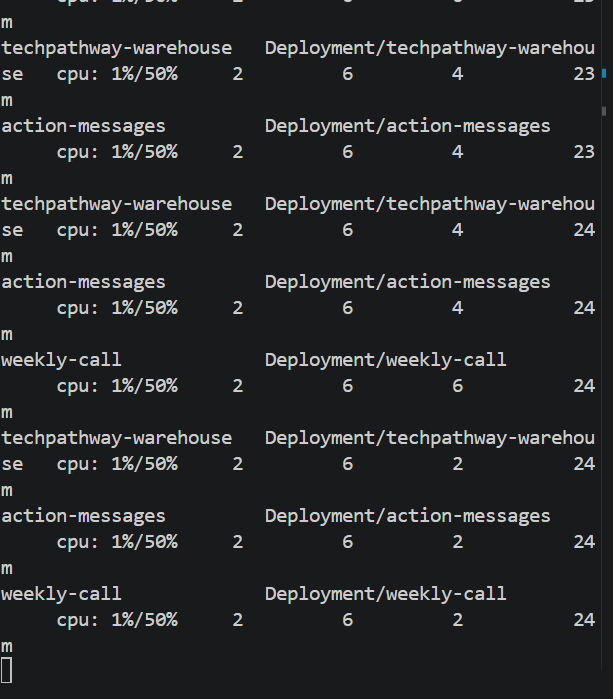 m
techpathway-warehouse   Deployment/techpathway-warehou
se   cpu: 1%/50%     2         6         4          23
m
action-messages         Deployment/action-messages
     cpu: 1%/50%     2         6         4          23
m
techpathway-warehouse   Deployment/techpathway-warehou
se   cpu: 1%/50%     2         6         4          24
m
action-messages         Deployment/action-messages
     cpu: 1%/50%     2         6         4          24
m
weekly-call             Deployment/weekly-call
     cpu: 1%/50%     2         6         6          24
m
techpathway-warehouse   Deployment/techpathway-warehou
se   cpu: 1%/50%     2         6         2          24
m
action-messages         Deployment/action-messages
     cpu: 1%/50%     2         6         2          24
m
weekly-call             Deployment/weekly-call
     cpu: 1%/50%     2         6         2          24
m